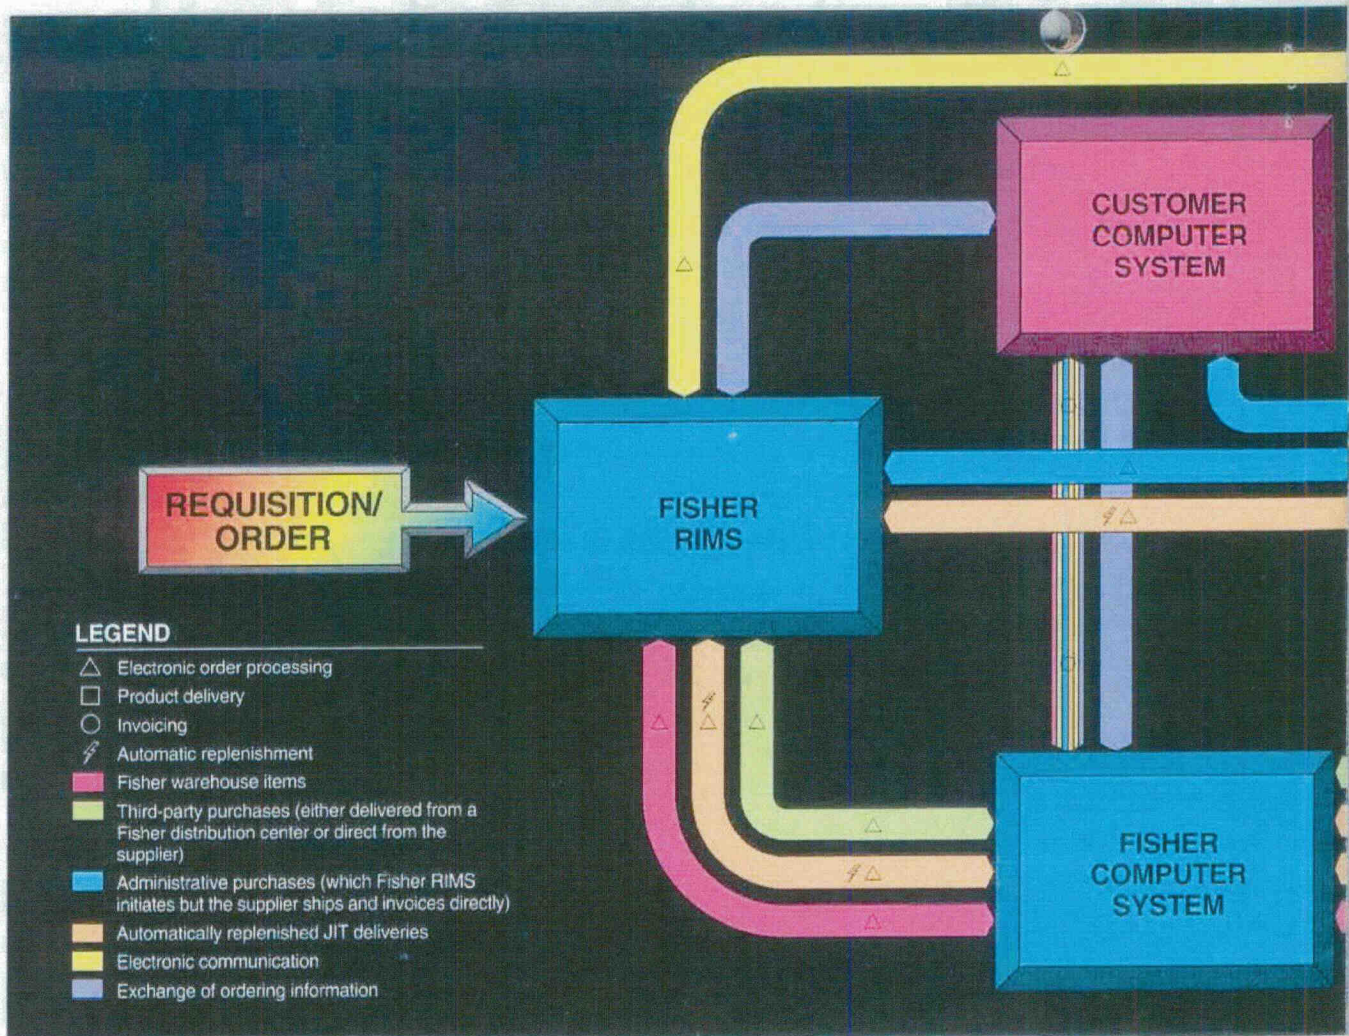 CUSTOMER
COMPUTER
SYSTEM
REQUISITION/
ORDER
FISHER
RIMS
LEGEND
Electronic order processing
Product delivery
Invoicing
Automatic replenishment
Fisher warehouse items
Third-party purchases (either delivered from a
Fisher distribution center or direct from the
supplier)
Administrative purchases (which Fisher RIMS
initiates but the supplier ships and invoices directly)
Automatically replenished JIT deliveries
Electronic communication
Exchange of ordering information
FISHER
COMPUTER
SYSTEM